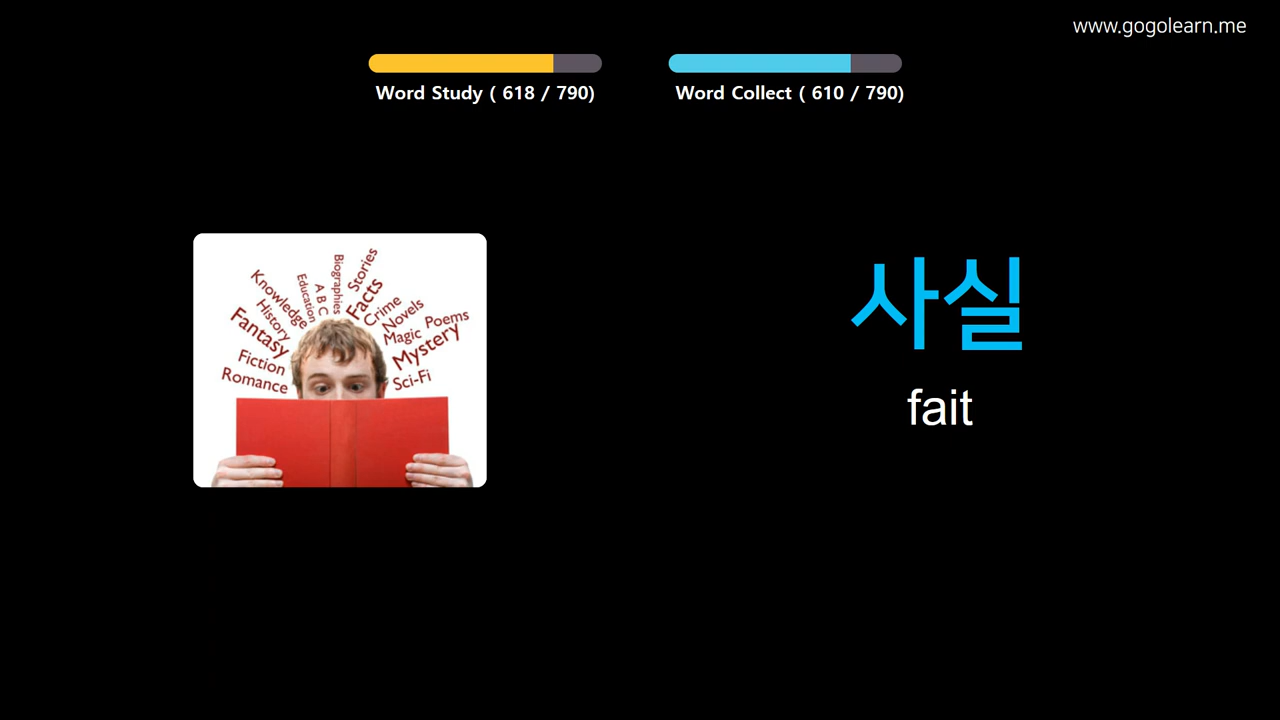 www.gogolearn.me
Word Study ( 618 / 790)
Word Collect ( 610 / 790)
Stories
Biographies
Facts
Knowledge
Education
A B C
Crime
History
Novels
Fantasy
Poems
Magic
Mystery
Fiction
Romance
Sci-Fi
사실
fait